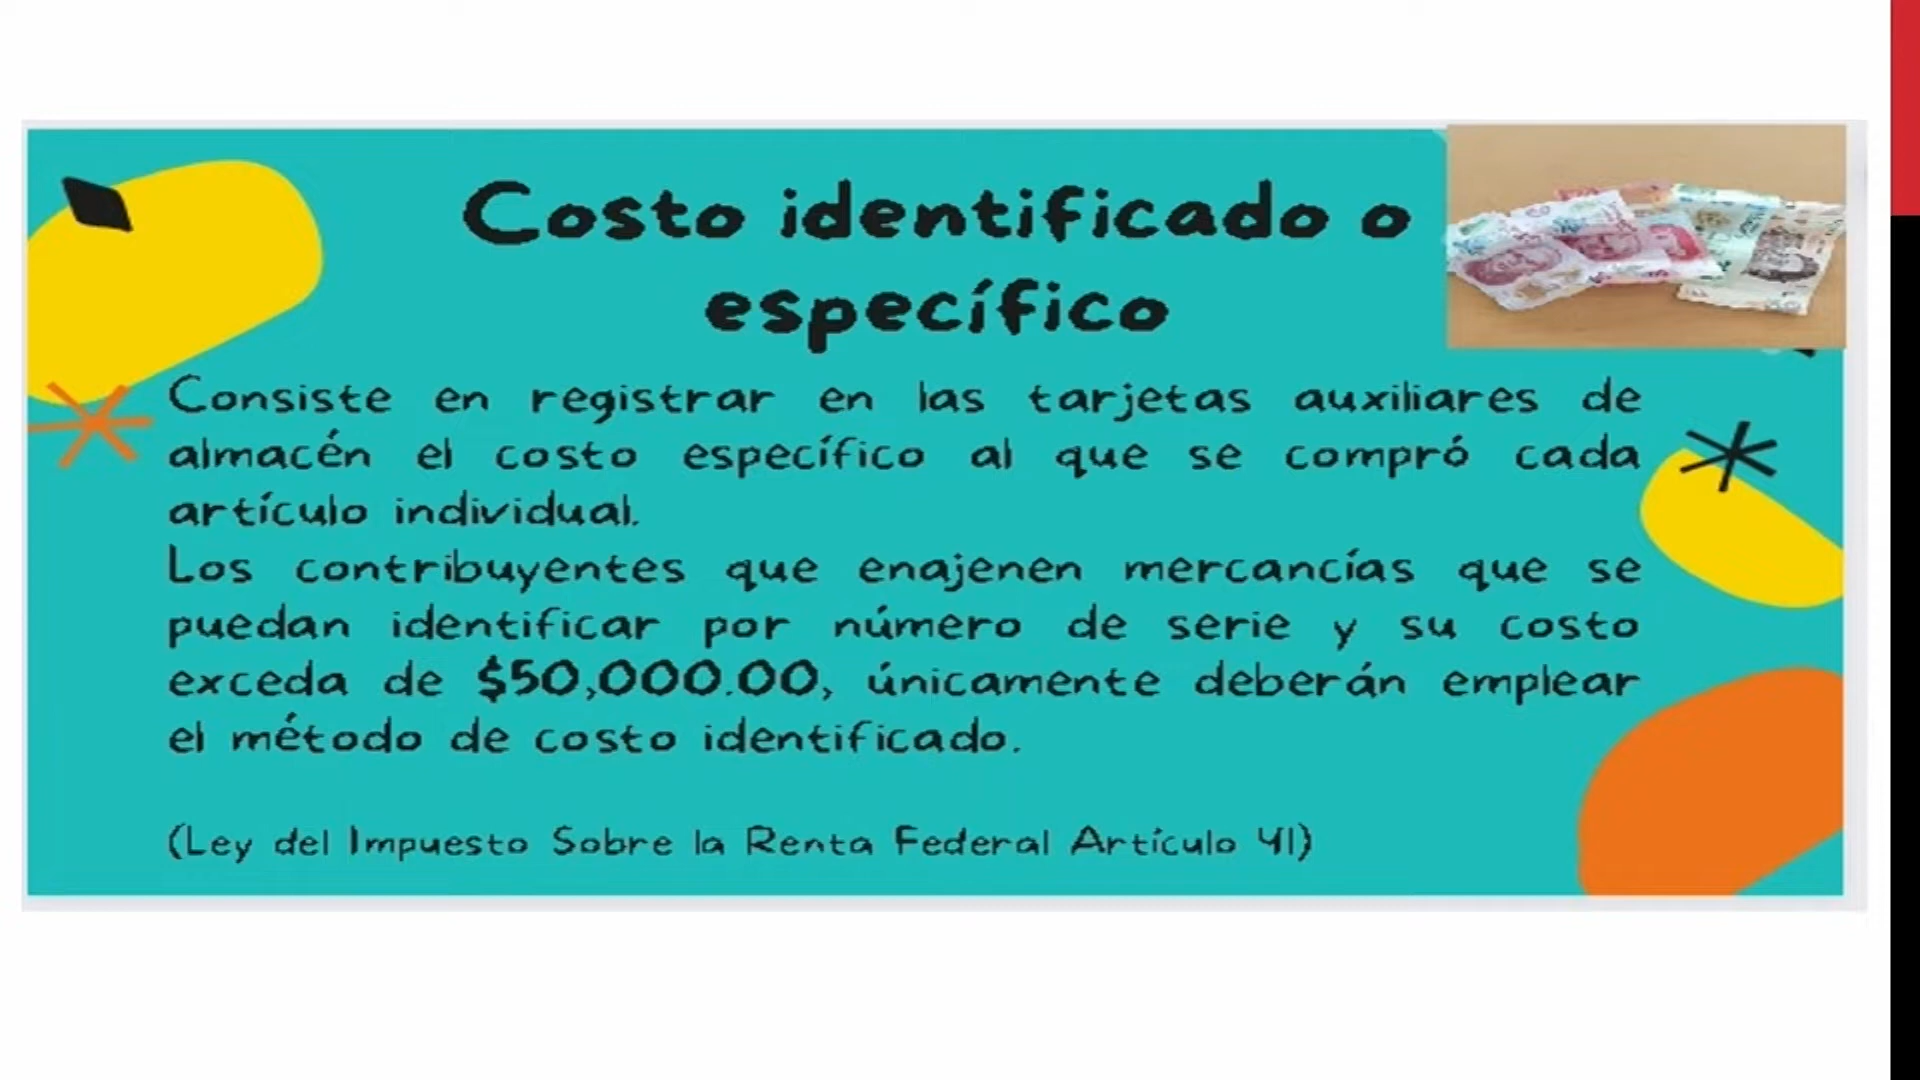 Costo identificado o
específico
Consiste en registrar en las tarjetas auxiliares de
almacén el costo específico al que se compró cada
artículo individual.
Los contribuyentes que enajenen mercancías que se
puedan identificar por número de serie y su costo
exceda de $50,000.00, únicamente deberán emplear
el método de costo identificado.
(Ley del Impuesto Sobre la Renta Federal Artículo 41)